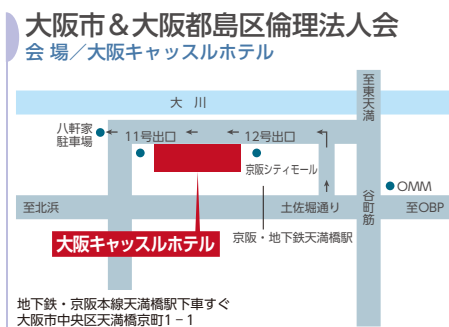 大阪市＆大阪都島区倫理法人会
会 場／大阪キャッスルホテル
至東天満
大 川
八軒家
駐車場
11号出口
12号出口
京阪シティモール
OMM
至北浜
土佐堀通り
谷町筋
至OBP
大阪キャッスルホテル
京阪・地下鉄天満橋駅
地下鉄・京阪本線天満橋駅下車すぐ
大阪市中央区天満橋京町1－1